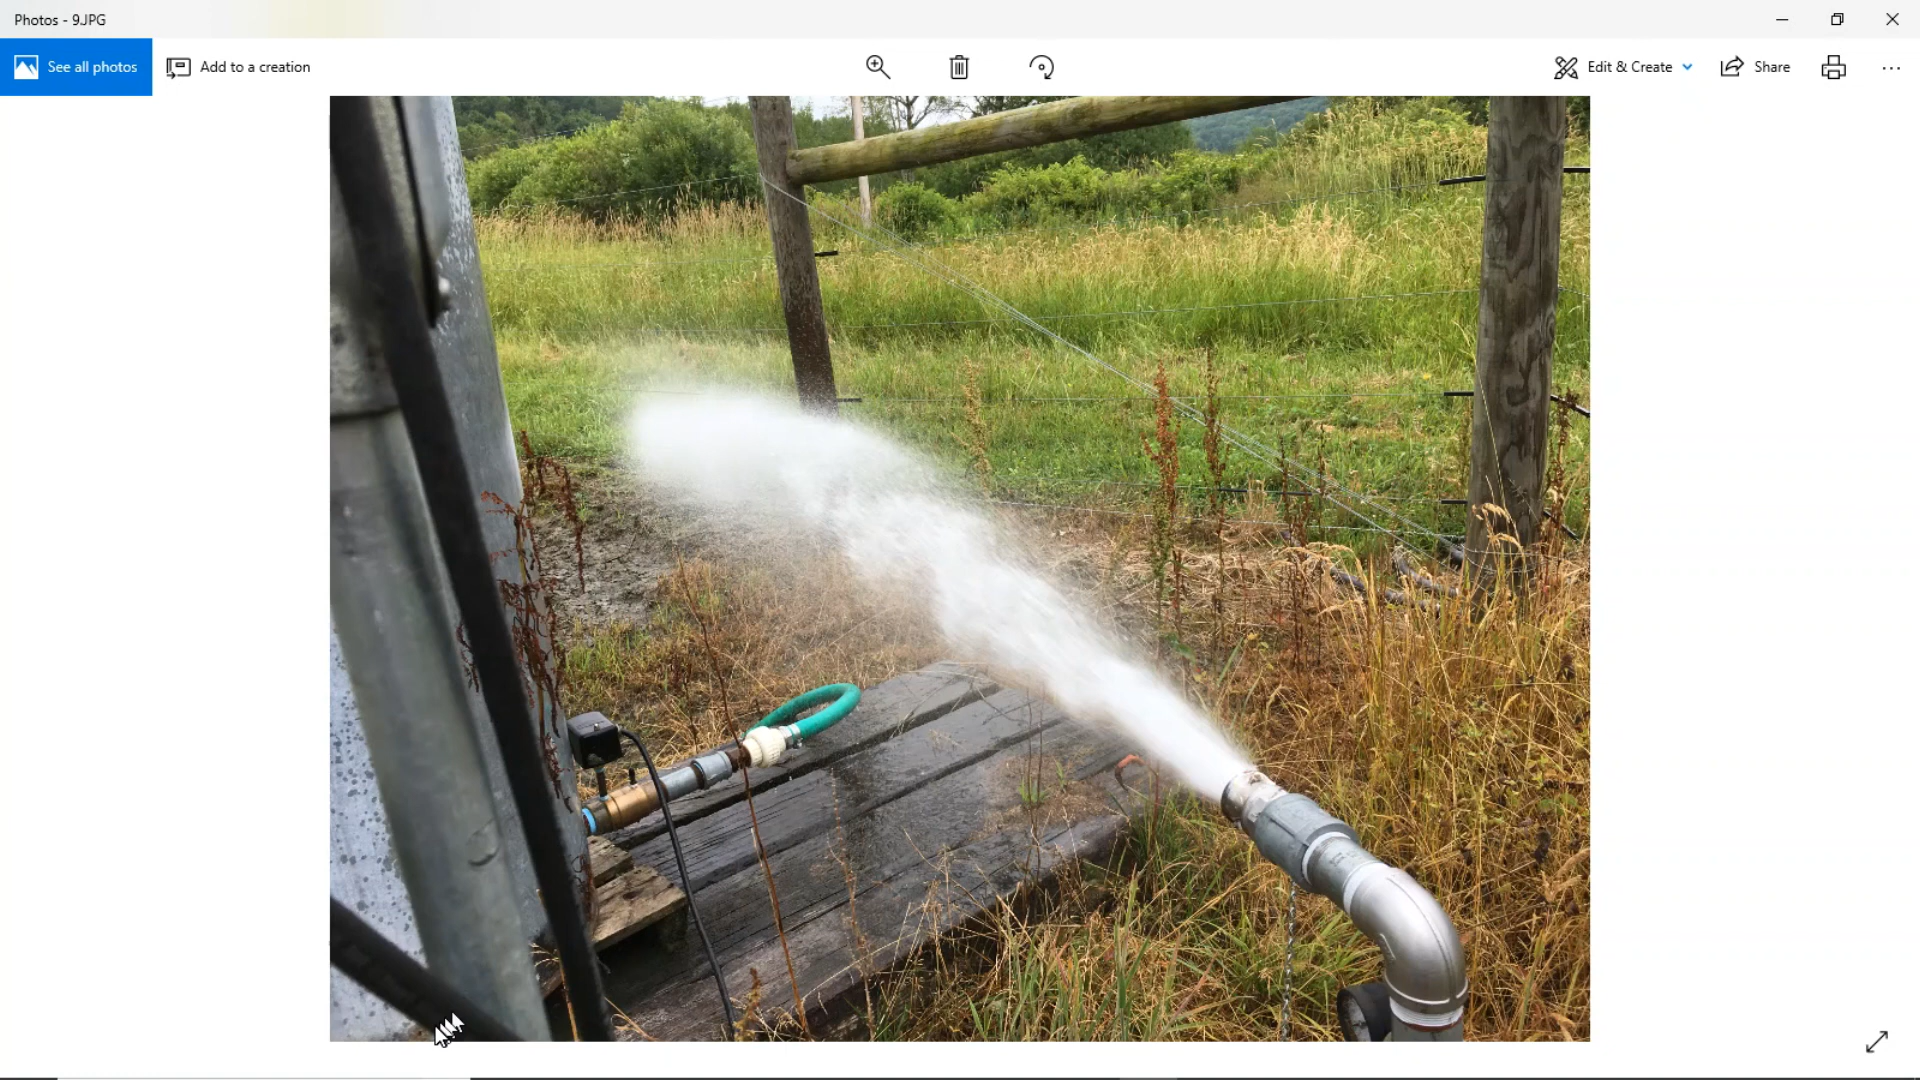 Photos - 9.JPG
See all photos
Add to a creation
Edit & Create
Share